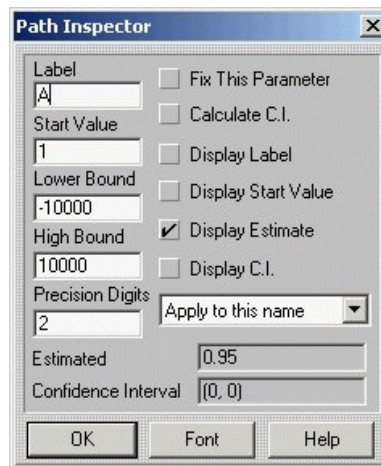 Path Inspector
Label
A
Start Value
1
Lower Bound
-10000
High Bound
10000
Precision Digits
2
Fix This Parameter
Calculate C.I.
Display Label
Display Start Value
Display Estimate
Display C.I.
Apply to this name
Estimated 0.95
Confidence Interval (0, 0)
OK Font Help